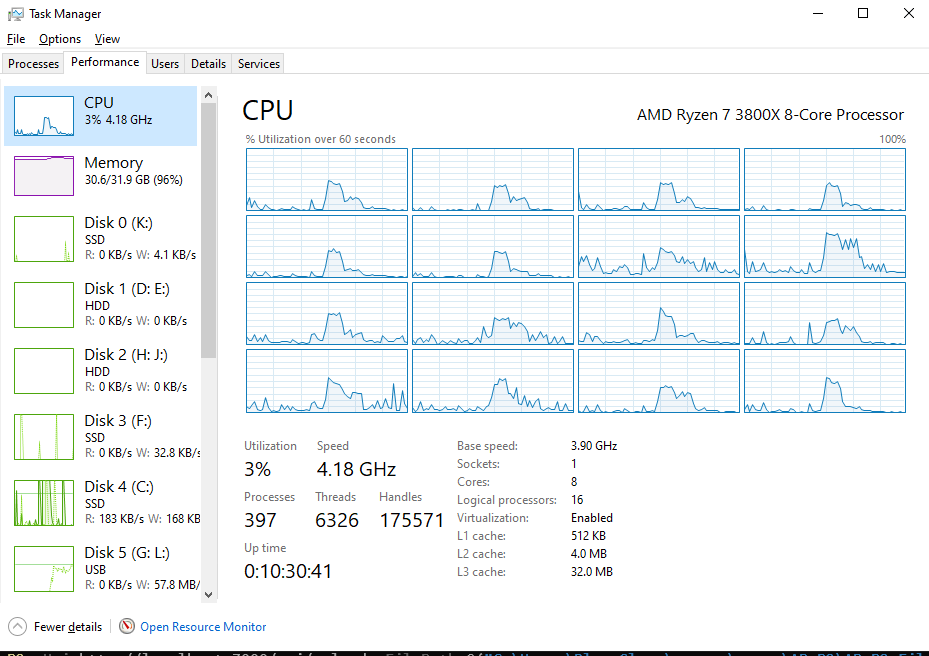 Task Manager
File Options View
Processes Performance Users Details Services
CPU
3% 4.18 GHz
Memory
30.6/31.9 GB (96%)
Disk 0 (K:)
SSD
R: 0 KB/s W: 4.1 KB/s
Disk 1 (D: E:)
HDD
R: 0 KB/s W: 0 KB/s
Disk 2 (H: J:)
HDD
R: 0 KB/s W: 0 KB/s
Disk 3 (F:)
SSD
R: 0 KB/s W: 32.8 KB/s
Disk 4 (C:)
SSD
R: 183 KB/s W: 168 KB
Disk 5 (G: L:)
USB
R: 0 KB/s W: 57.8 MB/
CPU
AMD Ryzen 7 3800X 8-Core Processor
% Utilization over 60 seconds
100%
Utilization Speed
3% 4.18 GHz
Processes Threads Handles
397 6326 175571
Up time
0:10:30:41
Base speed: 3.90 GHz
Sockets: 1
Cores: 8
Logical processors: 16
Virtualization: Enabled
L1 cache: 512 KB
L2 cache: 4.0 MB
L3 cache: 32.0 MB
Fewer details
Open Resource Monitor